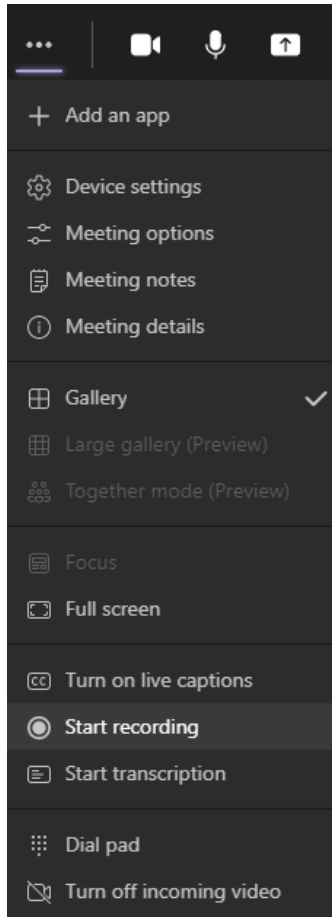 Add an app
Device settings
Meeting options
Meeting notes
Meeting details
Gallery
Large gallery (Preview)
Together mode (Preview)
Focus
Full screen
CC Turn on live captions
Start recording
Start transcription
Dial pad
Turn off incoming video